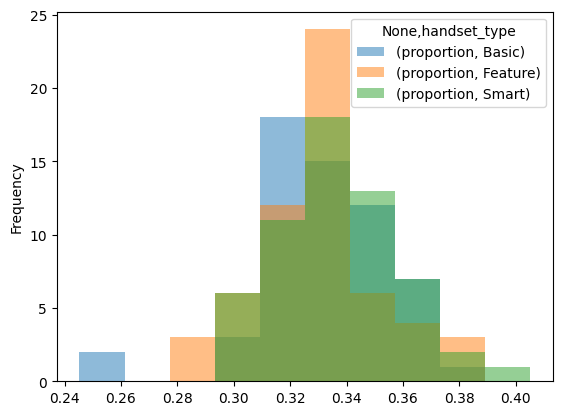 None,handset_type
(proportion, Basic)
(proportion, Feature)
(proportion, Smart)
Frequency
25
20
15
10
5
0
0.24 0.26 0.28 0.30 0.32 0.34 0.36 0.38 0.40